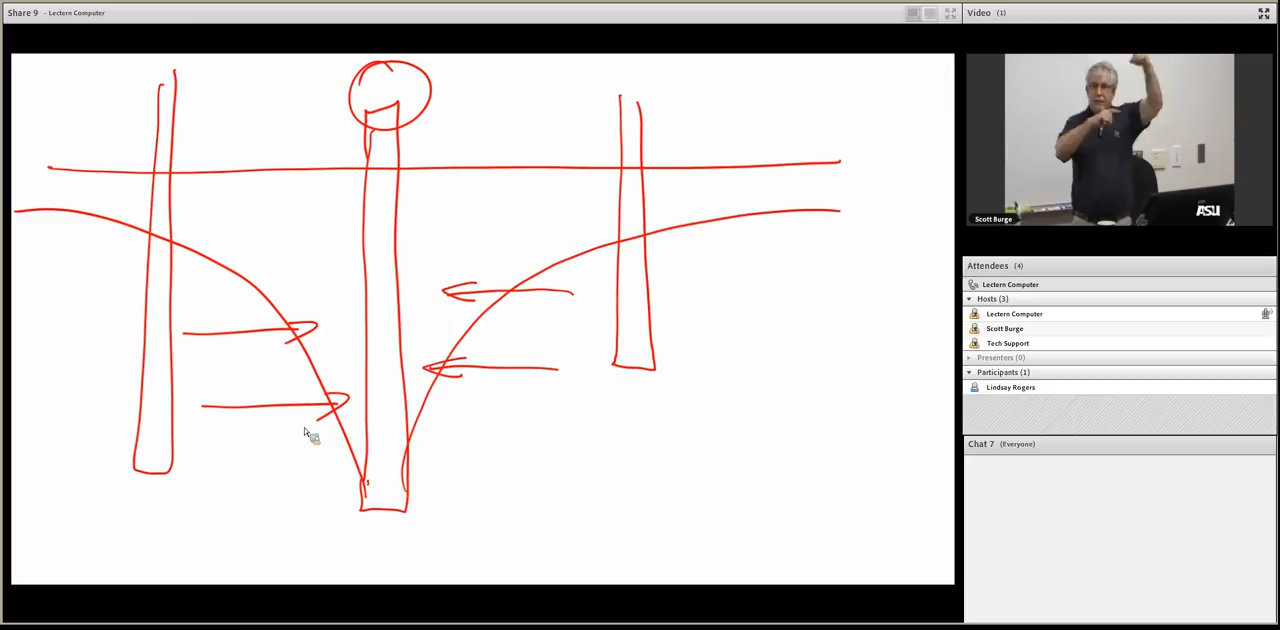 Share 9 - Lectern Computer
Video (1)
Scott Burge
ASU
Attendees (4)
Lectern Computer
Hosts (3)
Lectern Computer
Scott Burge
Tech Support
Presenters (0)
Participants (1)
Lindsay Rogers
Chat 7 (Everyone)